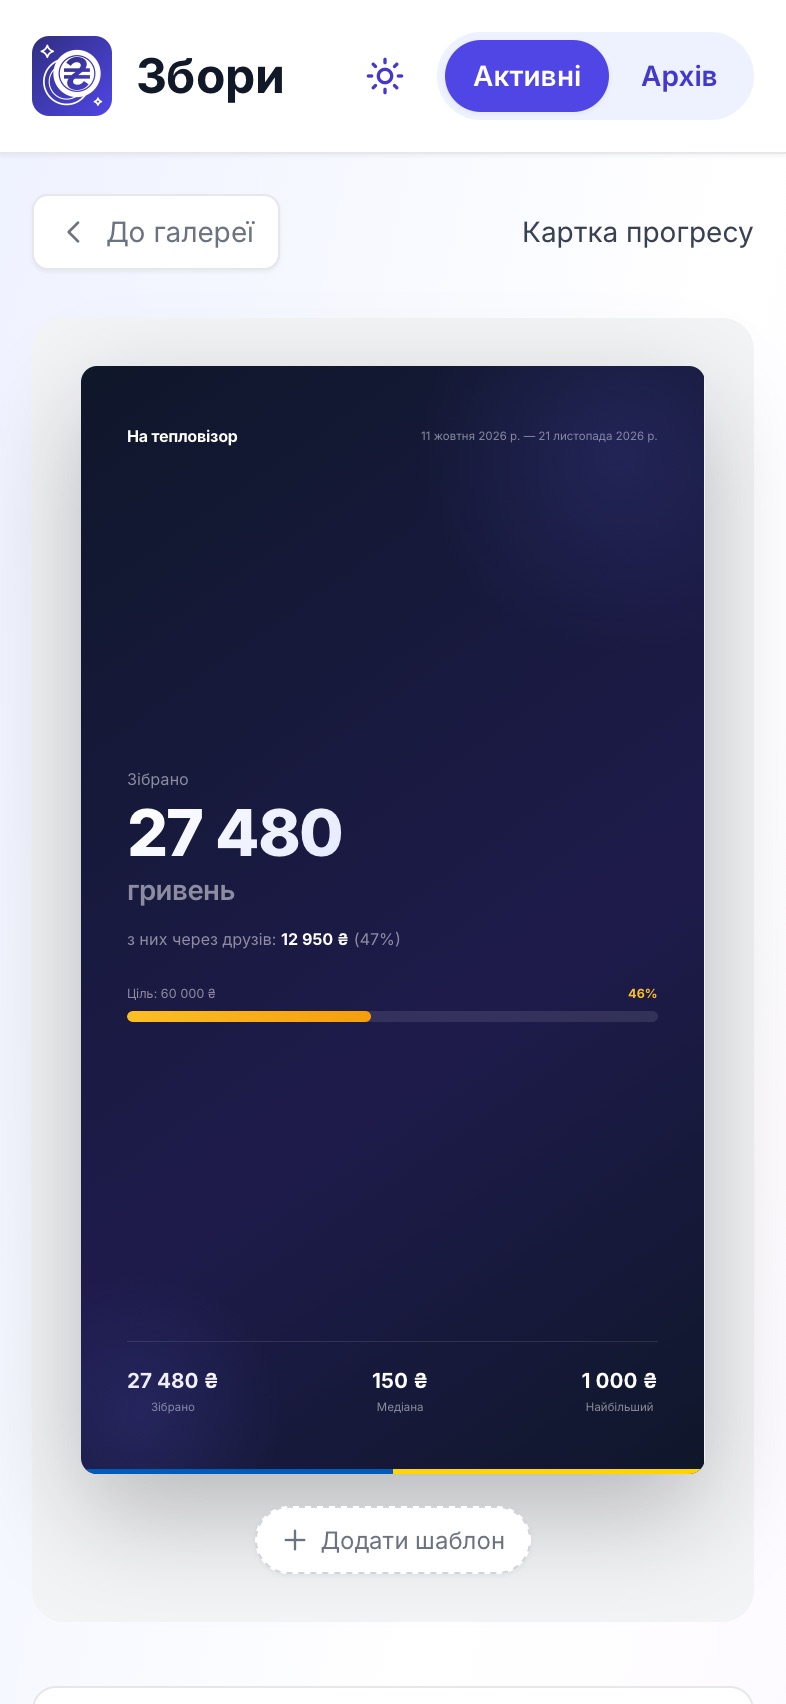 Збори
Активні
Архів
До галереї
Картка прогресу
На тепловізор
11 жовтня 2026 р. — 21 листопада 2026 р.
Зібрано
27 480
гривень
з них через друзів: 12 950 ₴ (47%)
Ціль: 60 000 ₴
46%
27 480 ₴
150 ₴
1 000 ₴
Зібрано
Медіана
Найбільший
Додати шаблон